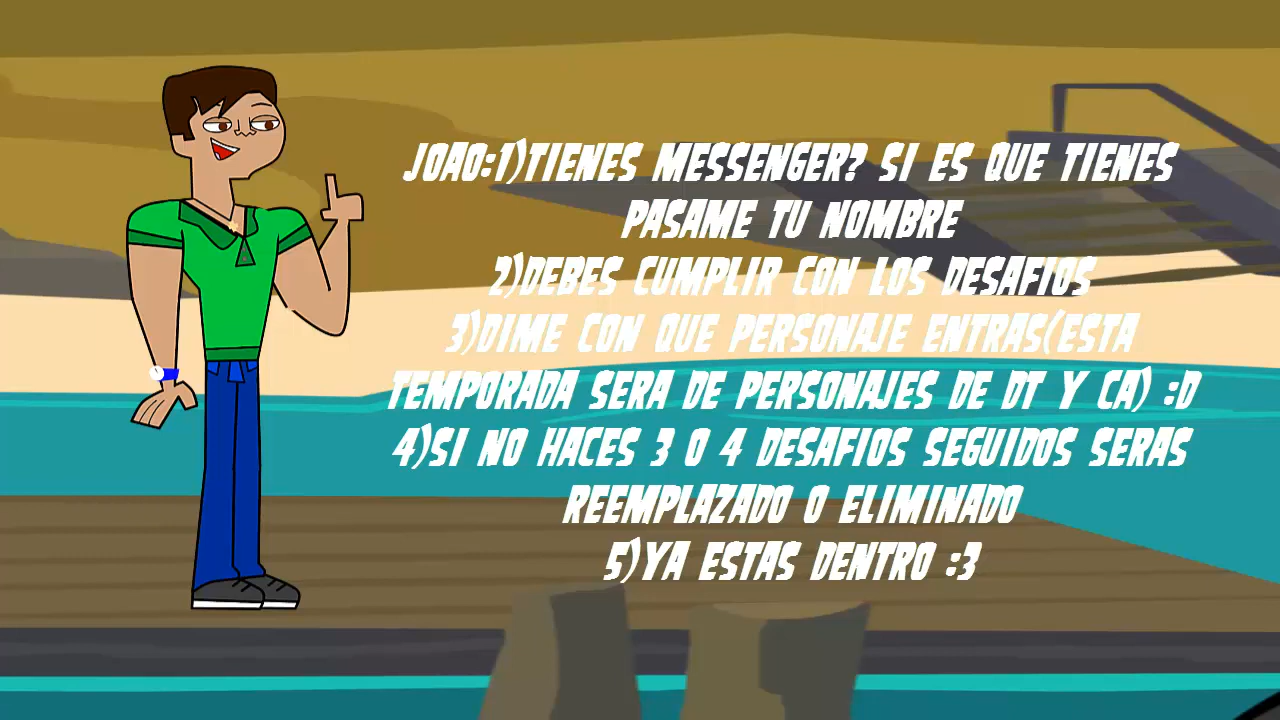 JOAO:1)TIENES MESSENGER? SI ES QUE TIENES
PASAME TU NOMBRE
2)DEBES CUMPLIR CON LOS DESAFIOS
3)DIME CON QUE PERSONAJE ENTRAS(ESTA
TEMPORADA SERA DE PERSONAJES DE DT Y CA) :D
4)SI NO HACES 3 O 4 DESAFIOS SEGUIDOS SERAS
REEMPLAZADO O ELIMINADO
5)YA ESTAS DENTRO :3